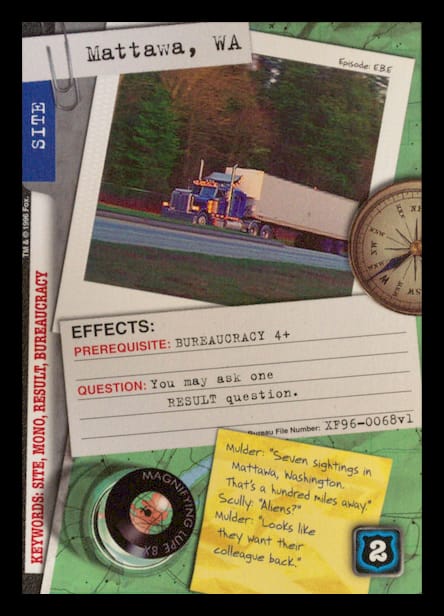 Mattawa, WA
Episode: E.B.E
SITE
TM & © 1996 Fox.
KEYWORDS: SITE, MONO, RESULT, BUREAUCRACY
EFFECTS:
PREREQUISITE: BUREAUCRACY 4+
QUESTION: You may ask one
RESULT question.
Bureau File Number: XF96-0068v1
MAGNIFYING LUPE 8X
Mulder: "Seven sightings in
Mattawa, Washington.
That's a hundred miles away."
Scully: "Aliens?"
Mulder: "Looks like
they want their
colleague back."
2